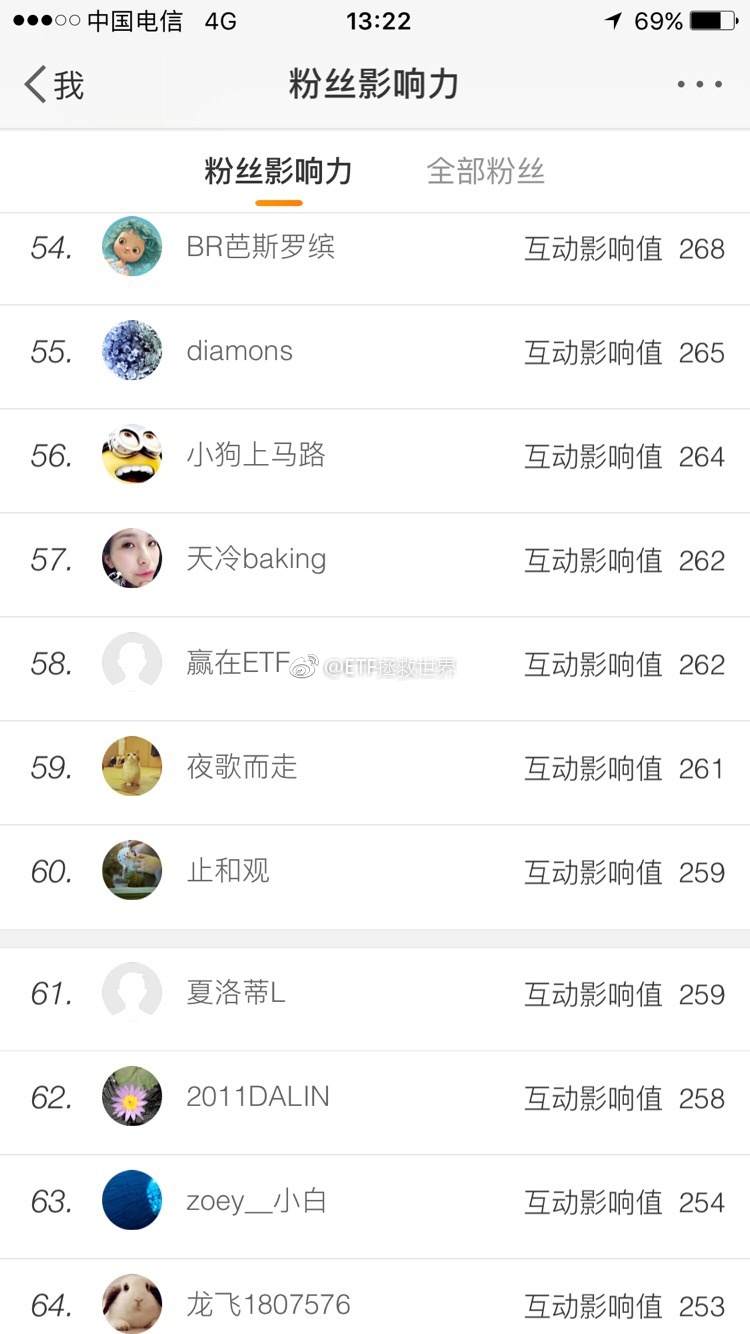 中国电信 4G 13:22 69%
我 粉丝影响力
粉丝影响力 全部粉丝
54. BR芭斯罗缤 互动影响值 268
55. diamons 互动影响值 265
56. 小狗上马路 互动影响值 264
57. 天冷baking 互动影响值 262
58. 赢在ETF @ETF拯救世界 互动影响值 262
59. 夜歌而走 互动影响值 261
60. 止和观 互动影响值 259
61. 夏洛蒂L 互动影响值 259
62. 2011DALIN 互动影响值 258
63. zoey__小白 互动影响值 254
64. 龙飞1807576 互动影响值 253